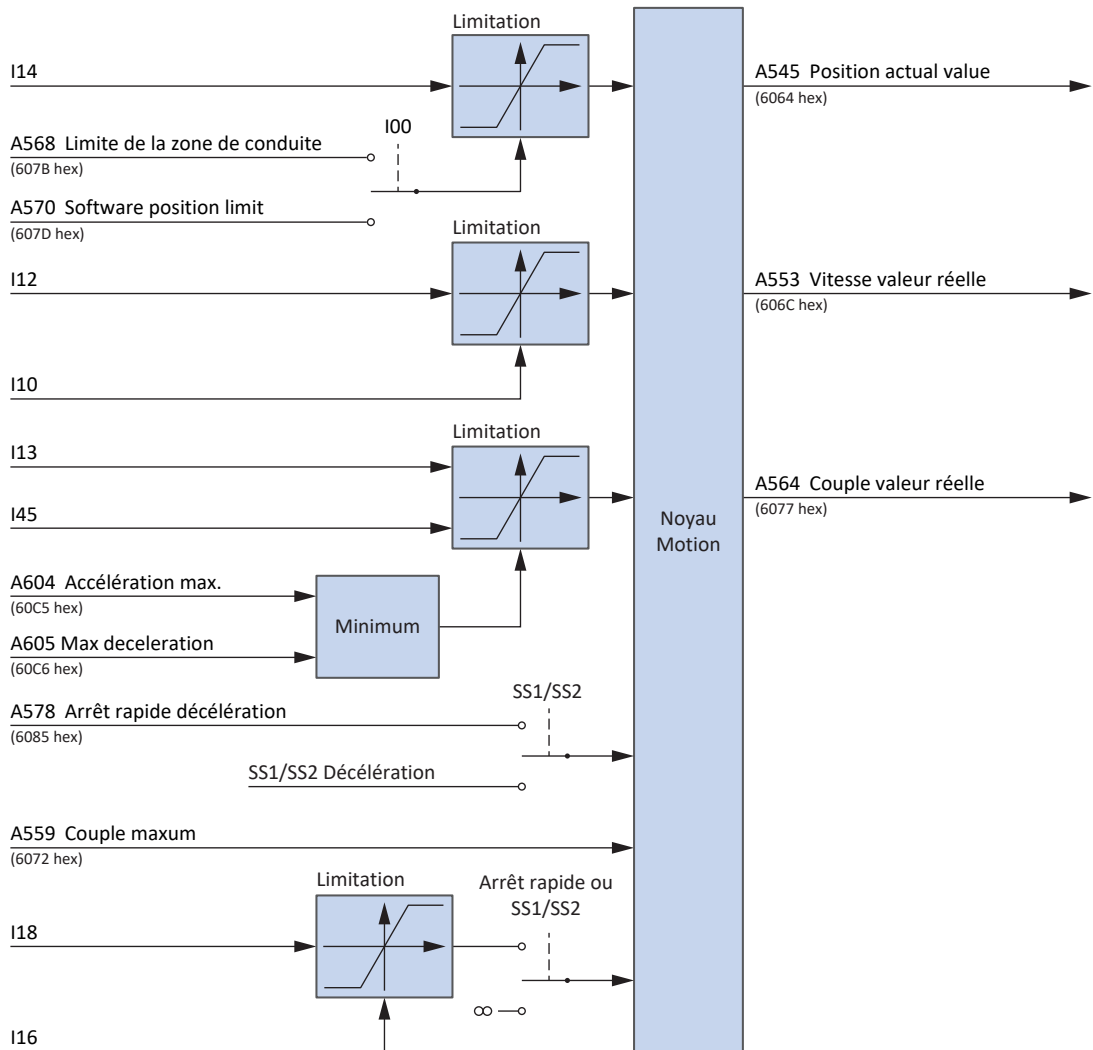 Limitation
I14
A545 Position actual value
(6064 hex)
I00
A568 Limite de la zone de conduite
(607B hex)
A570 Software position limit
(607D hex)
Limitation
I12
A553 Vitesse valeur réelle
(606C hex)
I10
Limitation
I13
A564 Couple valeur réelle
(6077 hex)
I45
Noyau
Motion
A604 Accélération max.
(60C5 hex)
Minimum
A605 Max deceleration
(60C6 hex)
SS1/SS2
A578 Arrêt rapide décélération
(6085 hex)
SS1/SS2 Décélération
A559 Couple maxum
(6072 hex)
Limitation
Arrêt rapide ou
SS1/SS2
I18
∞
I16